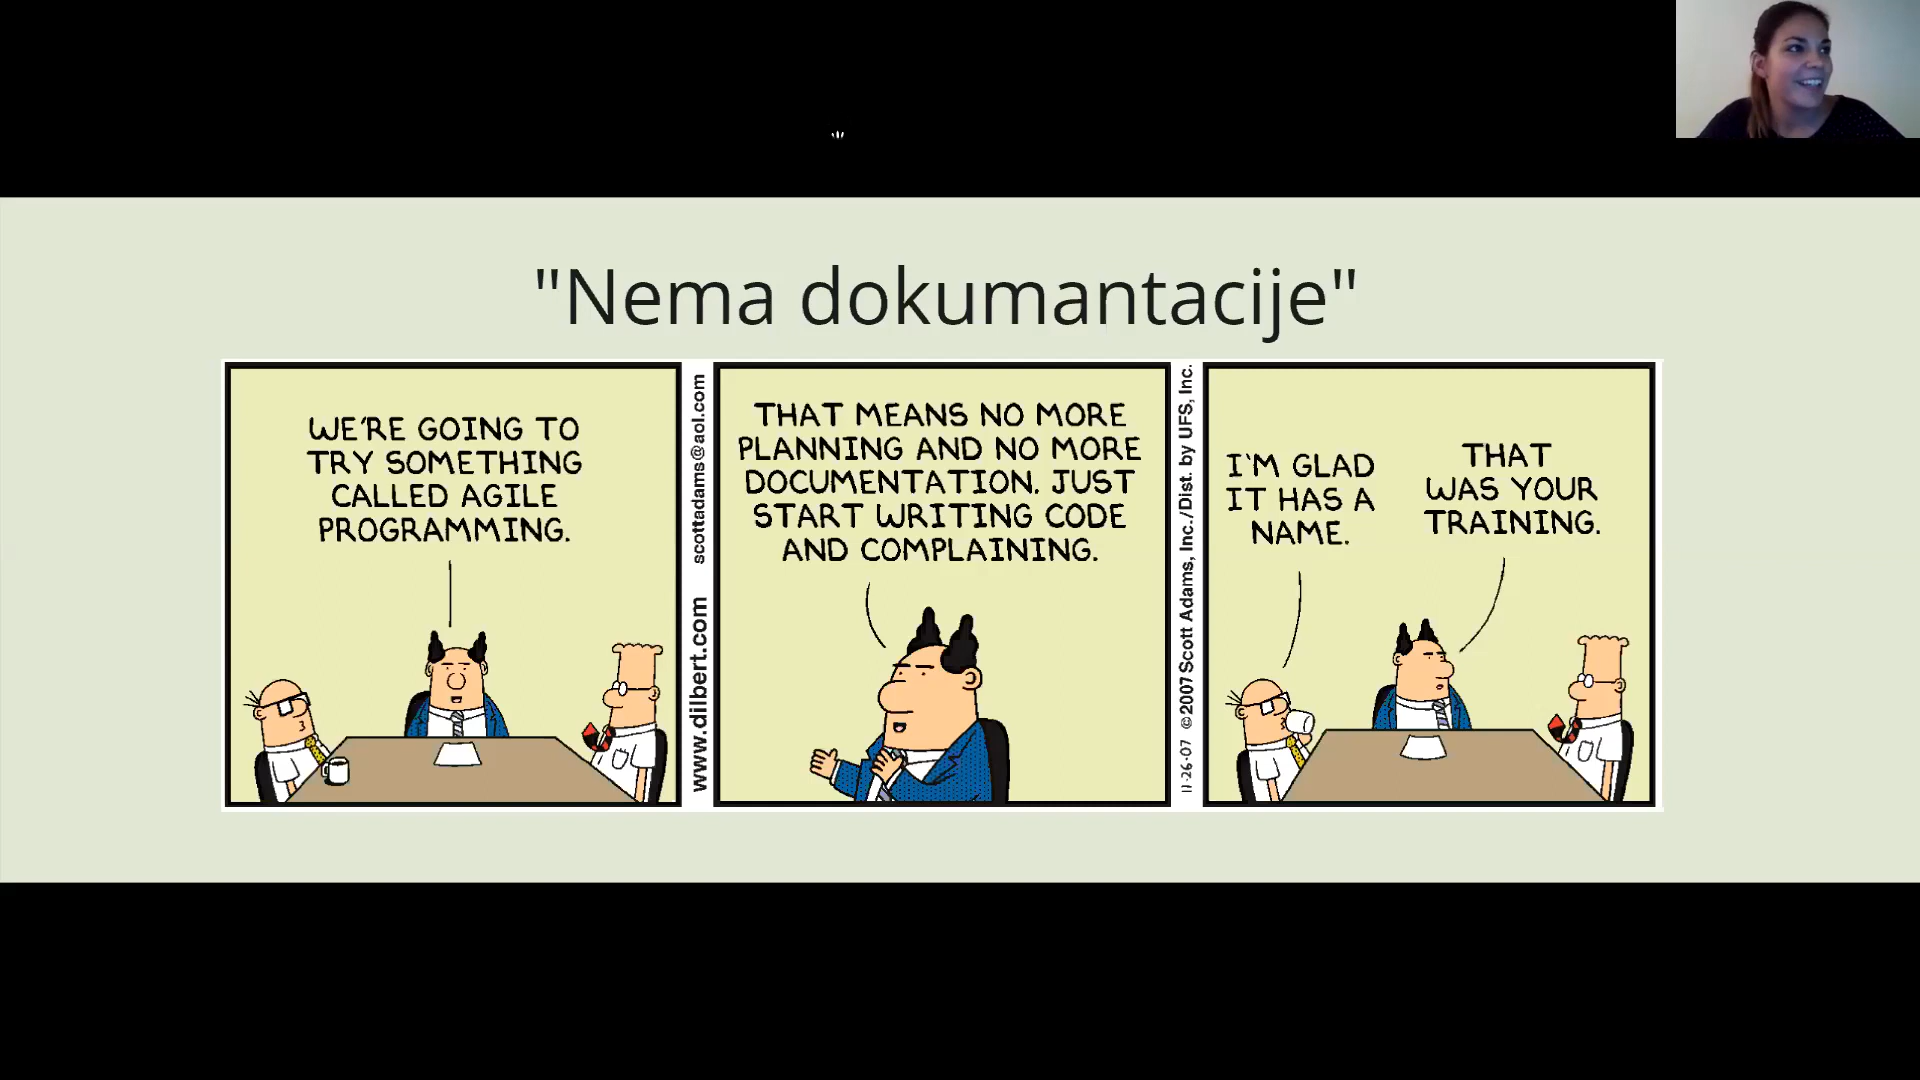 "Nema dokumantacije"
WE'RE GOING TO
TRY SOMETHING
CALLED AGILE
PROGRAMMING.
www.dilbert.com scottadams@aol.com
THAT MEANS NO MORE
PLANNING AND NO MORE
DOCUMENTATION. JUST
START WRITING CODE
AND COMPLAINING.
11-26-07 ©2007 Scott Adams, Inc./Dist. by UFS, Inc.
I'M GLAD
IT HAS A
NAME.
THAT
WAS YOUR
TRAINING.